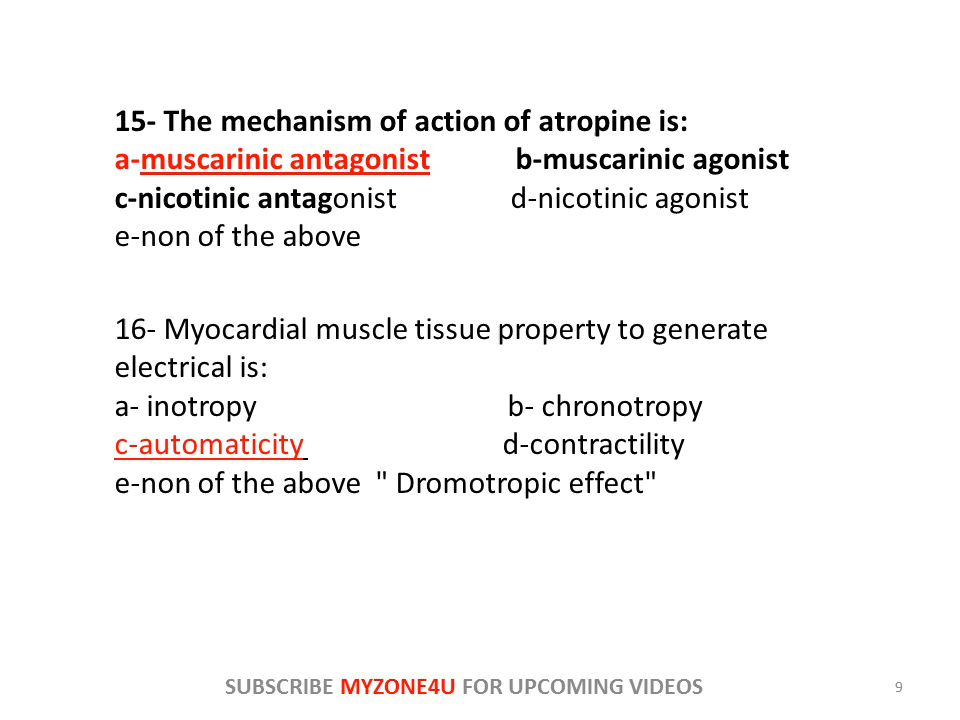 15- The mechanism of action of atropine is:
a-muscarinic antagonist b-muscarinic agonist
c-nicotinic antagonist d-nicotinic agonist
e-non of the above
16- Myocardial muscle tissue property to generate
electrical is:
a- inotropy b- chronotropy
c-automaticity d-contractility
e-non of the above " Dromotropic effect"
SUBSCRIBE MYZONE4U FOR UPCOMING VIDEOS 9